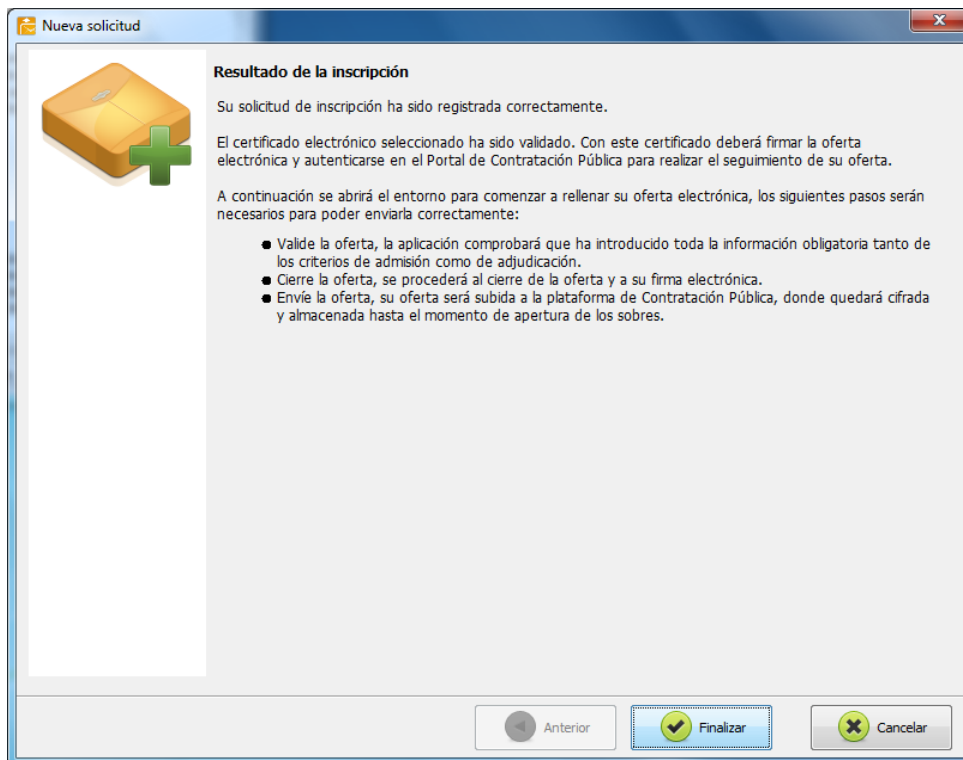 Nueva solicitud
Resultado de la inscripción
Su solicitud de inscripción ha sido registrada correctamente.
El certificado electrónico seleccionado ha sido validado. Con este certificado deberá firmar la oferta
electrónica y autenticarse en el Portal de Contratación Pública para realizar el seguimiento de su oferta.
A continuación se abrirá el entorno para comenzar a rellenar su oferta electrónica, los siguientes pasos serán
necesarios para poder enviarla correctamente:
● Valide la oferta, la aplicación comprobará que ha introducido toda la información obligatoria tanto de
los criterios de admisión como de adjudicación.
● Cierre la oferta, se procederá al cierre de la oferta y a su firma electrónica.
● Envíe la oferta, su oferta será subida a la plataforma de Contratación Pública, donde quedará cifrada
y almacenada hasta el momento de apertura de los sobres.
Anterior
Finalizar
Cancelar